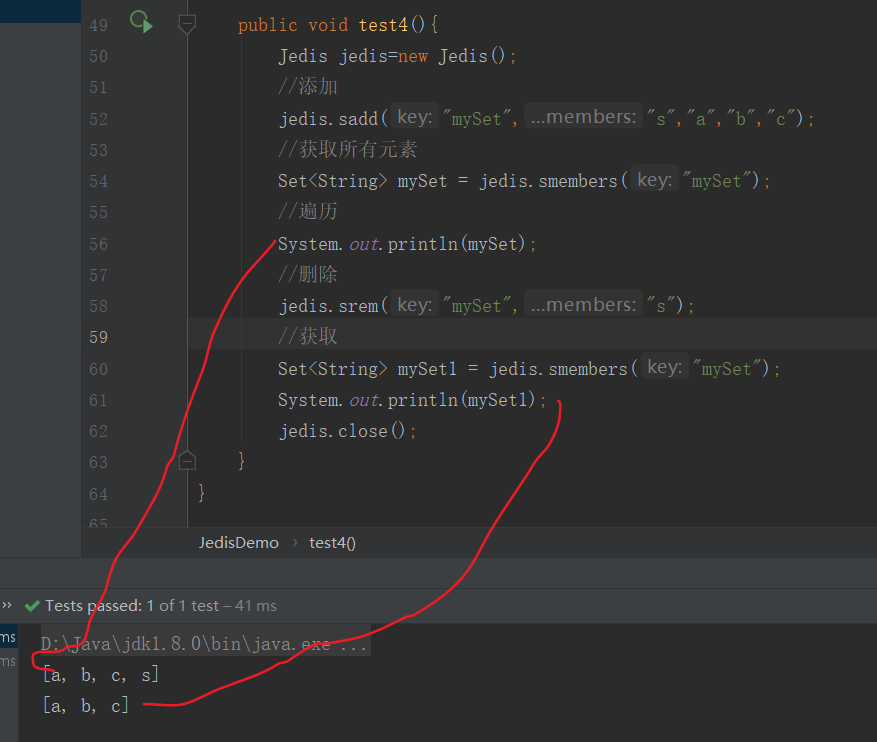 49 public void test4(){
50 Jedis jedis=new Jedis();
51 //添加
52 jedis.sadd( key: "mySet", ...members: "s","a","b","c");
53 //获取所有元素
54 Set<String> mySet = jedis.smembers( key: "mySet");
55 //遍历
56 System.out.println(mySet);
57 //删除
58 jedis.srem( key: "mySet", ...members: "s");
59 //获取
60 Set<String> mySet1 = jedis.smembers( key: "mySet");
61 System.out.println(mySet1);
62 jedis.close();
63 }
64 }
65
JedisDemo › test4()
» Tests passed: 1 of 1 test – 41 ms
ms D:\Java\jdk1.8.0\bin\java.exe ...
ms [a, b, c, s]
[a, b, c]